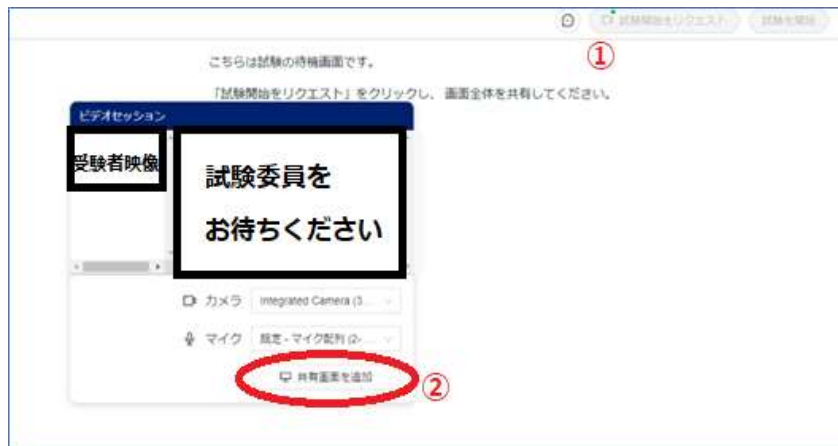 試験開始をリクエスト
試験を開始
①
こちらは試験の待機画面です。
「試験開始をリクエスト」をクリックし、画面全体を共有してください。
ビデオセッション
受験者映像
試験委員を
お待ちください
カメラ
Integrated Camera (3...
マイク
既定 - マイク配列 (2-...
共有画面を追加
②